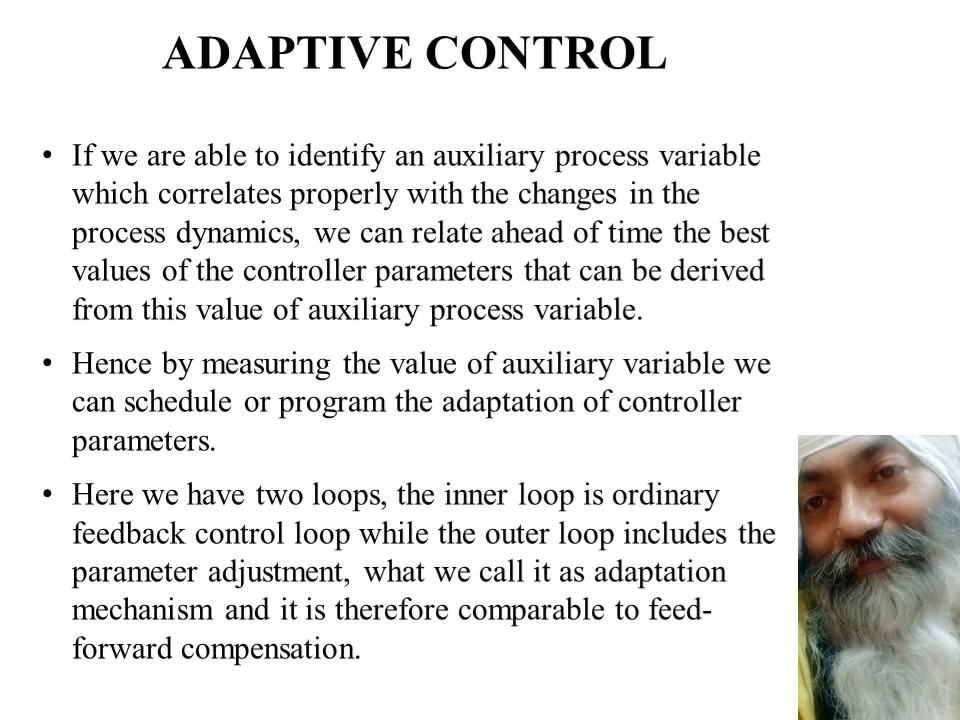 ADAPTIVE CONTROL
• If we are able to identify an auxiliary process variable
which correlates properly with the changes in the
process dynamics, we can relate ahead of time the best
values of the controller parameters that can be derived
from this value of auxiliary process variable.
• Hence by measuring the value of auxiliary variable we
can schedule or program the adaptation of controller
parameters.
• Here we have two loops, the inner loop is ordinary
feedback control loop while the outer loop includes the
parameter adjustment, what we call it as adaptation
mechanism and it is therefore comparable to feed-
forward compensation.